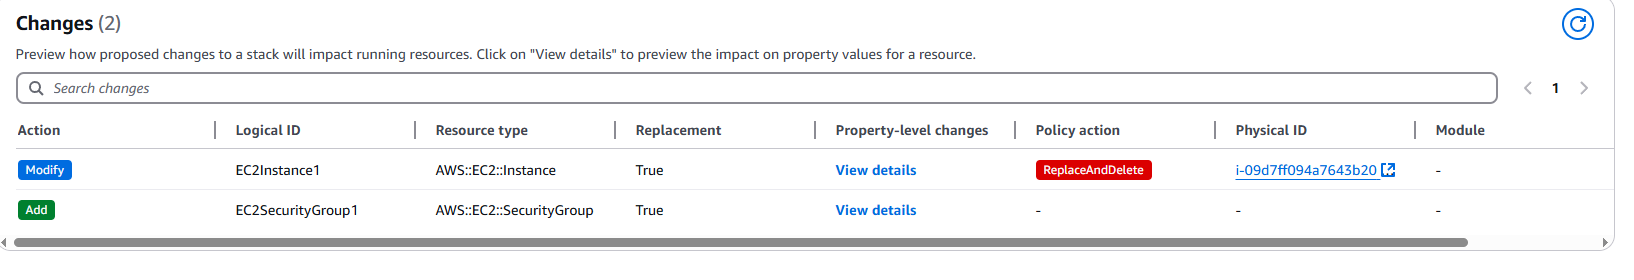 Changes (2)
Preview how proposed changes to a stack will impact running resources. Click on "View details" to preview the impact on property values for a resource.
Search changes
1
Action Logical ID Resource type Replacement Property-level changes Policy action Physical ID Module
Modify EC2Instance1 AWS::EC2::Instance True View details ReplaceAndDelete i-09d7ff094a7643b20 -
Add EC2SecurityGroup1 AWS::EC2::SecurityGroup True View details - - -